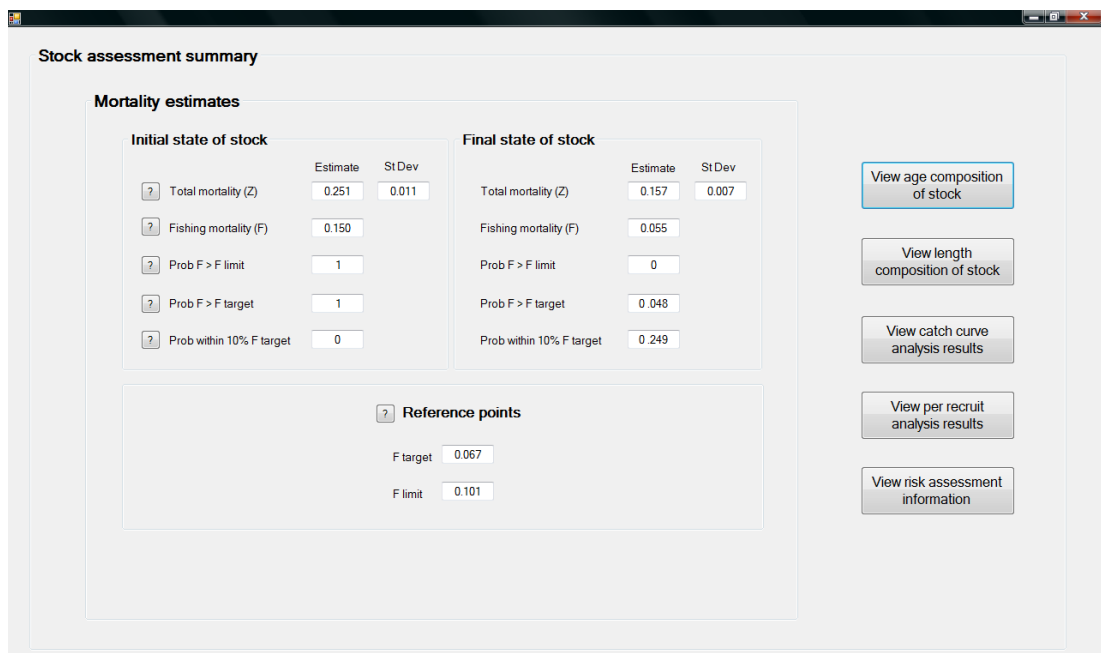 Stock assessment summary
Mortality estimates
Initial state of stock
Estimate StDev
? Total mortality (Z) 0.251 0.011
? Fishing mortality (F) 0.150
? Prob F > F limit 1
? Prob F > F target 1
? Prob within 10% F target 0
Final state of stock
Estimate StDev
Total mortality (Z) 0.157 0.007
Fishing mortality (F) 0.055
Prob F > F limit 0
Prob F > F target 0 .048
Prob within 10% F target 0 .249
? Reference points
F target 0.067
F limit 0.101
View age composition
of stock
View length
composition of stock
View catch curve
analysis results
View per recruit
analysis results
View risk assessment
information